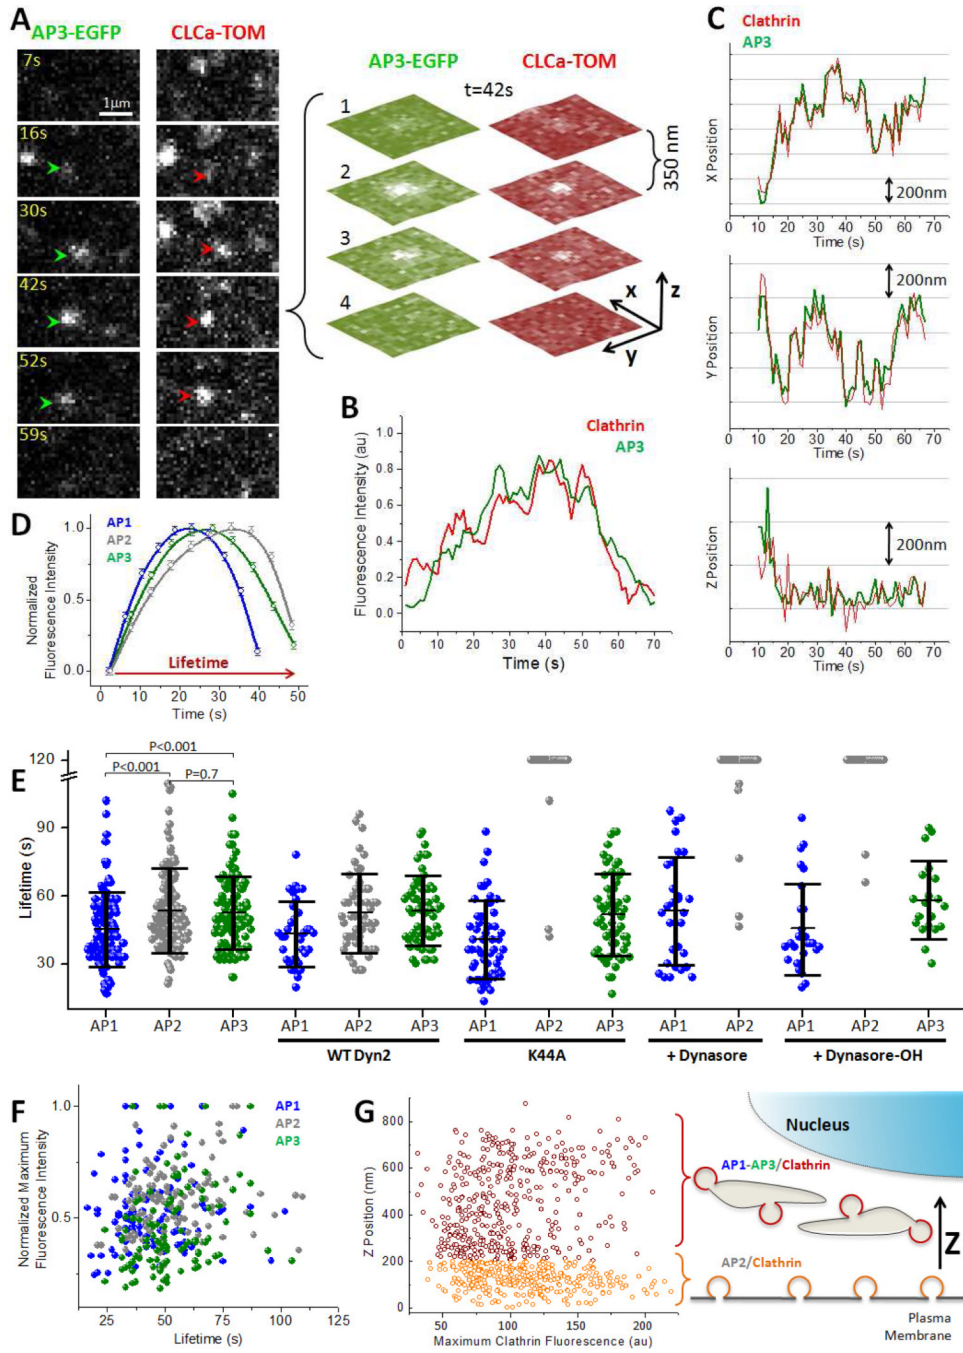 A
AP3-EGFP
CLCa-TOM
7s
1µm
16s
30s
42s
52s
59s
AP3-EGFP
CLCa-TOM
t=42s
1
2
3
4
350 nm
x
y
z
C
Clathrin
AP3
X Position
200nm
0 10 20 30 40 50 60 70
Time (s)
Y Position
200nm
0 10 20 30 40 50 60 70
Time (s)
Z Position
200nm
0 10 20 30 40 50 60 70
Time (s)
B
Clathrin
AP3
Fluorescence Intensity (au)
1.0
0.8
0.6
0.4
0.2
0.0
0 10 20 30 40 50 60 70
Time (s)
D
AP1
AP2
AP3
Normalized
Fluorescence Intensity
1.0
0.5
0.0
Lifetime
0 10 20 30 40 50
Time (s)
E
P<0.001
P<0.001
P=0.7
Lifetime (s)
120
90
60
30
AP1 AP2 AP3 AP1 AP2 AP3 AP1 AP2 AP3 AP1 AP2 AP1 AP2 AP3
WT Dyn2
K44A
+ Dynasore
+ Dynasore-OH
F
AP1
AP2
AP3
Normalized Maximum
Fluorescence Intensity
1.0
0.5
0 25 50 75 100 125
Lifetime (s)
G
Z Position (nm)
800
600
400
200
0
50 100 150 200
Maximum Clathrin Fluorescence (au)
Nucleus
AP1-AP3/Clathrin
Z
AP2/Clathrin
Plasma
Membrane